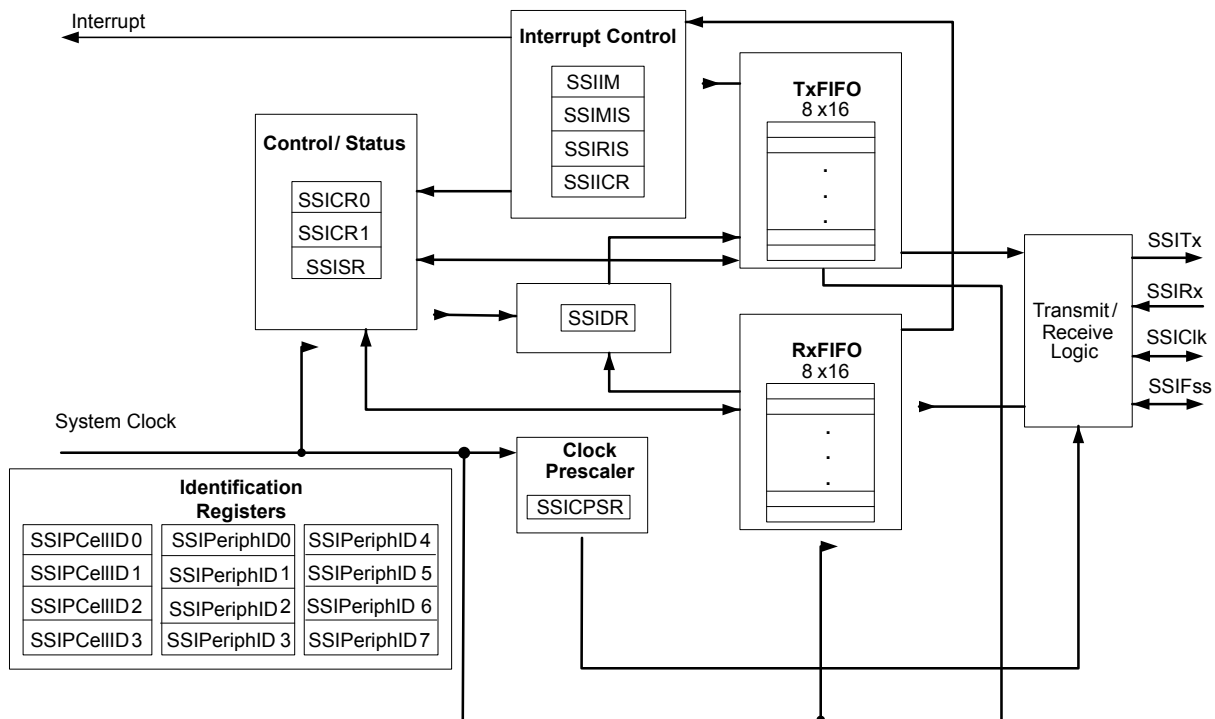 Interrupt
Interrupt Control
SSIIM
SSIMIS
SSIRIS
SSIICR
TxFIFO
8 x16
.
.
.
Control/ Status
SSICR0
SSICR1
SSISR
SSIDR
RxFIFO
8 x16
.
.
.
Transmit/
Receive
Logic
SSITx
SSIRx
SSIClk
SSIFss
System Clock
Clock
Prescaler
SSICPSR
Identification
Registers
SSIPCellID0 SSIPeriphID0 SSIPeriphID4
SSIPCellID1 SSIPeriphID1 SSIPeriphID5
SSIPCellID2 SSIPeriphID2 SSIPeriphID6
SSIPCellID3 SSIPeriphID3 SSIPeriphID7